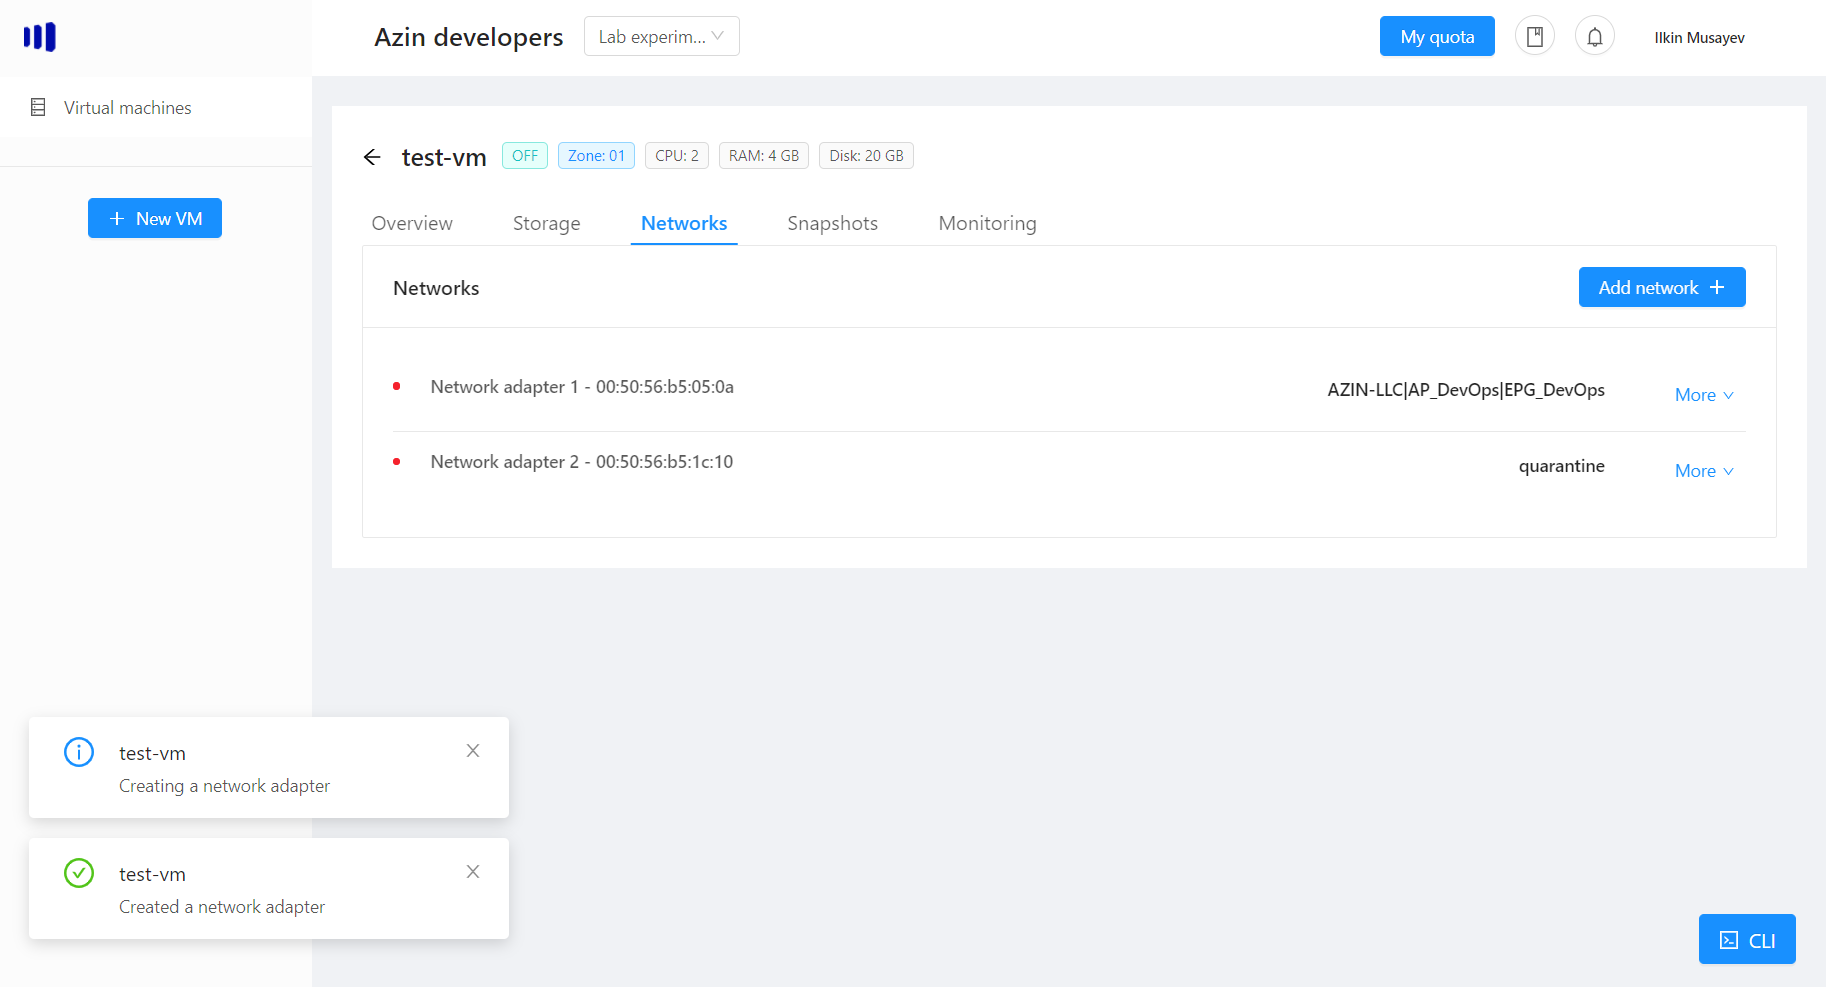 Azin developers
Lab experim...
My quota
Ilkin Musayev
Virtual machines
New VM
test-vm
OFF
Zone: 01
CPU: 2
RAM: 4 GB
Disk: 20 GB
Overview
Storage
Networks
Snapshots
Monitoring
Networks
Add network
Network adapter 1 - 00:50:56:b5:05:0a
AZIN-LLC|AP_DevOps|EPG_DevOps
More
Network adapter 2 - 00:50:56:b5:1c:10
quarantine
More
test-vm
Creating a network adapter
test-vm
Created a network adapter
CLI